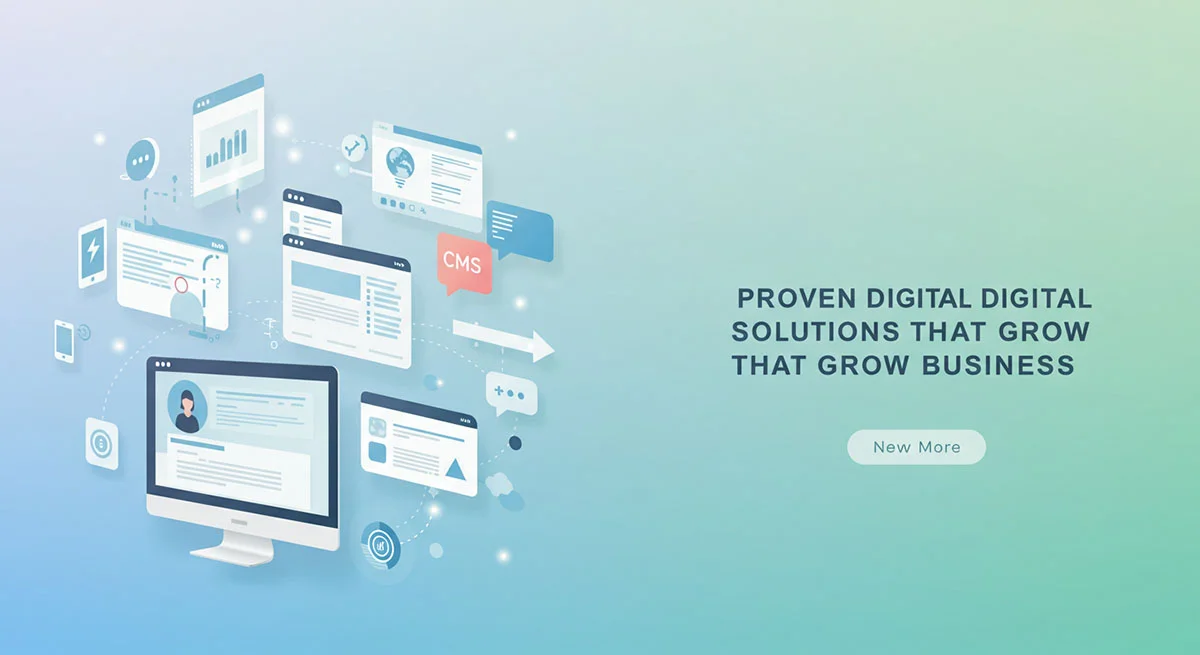 CMS
PROVEN DIGITAL DIGITAL
SOLUTIONS THAT GROW
THAT GROW BUSINESS
New More